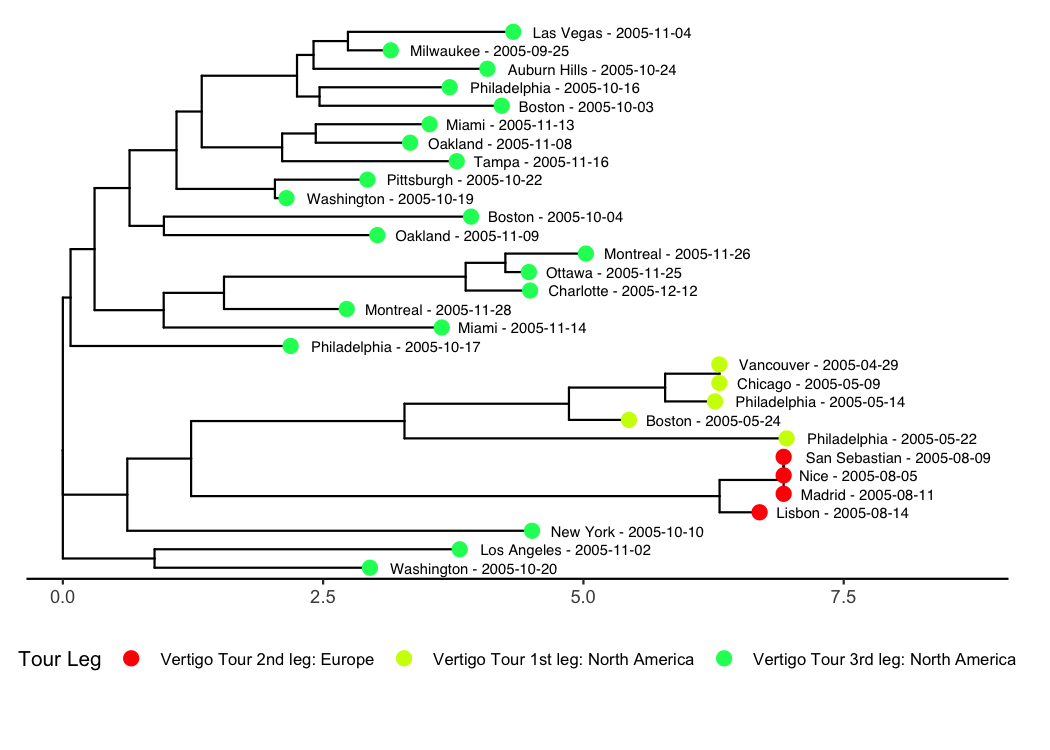 Las Vegas - 2005-11-04
Milwaukee - 2005-09-25
Auburn Hills - 2005-10-24
Philadelphia - 2005-10-16
Boston - 2005-10-03
Miami - 2005-11-13
Oakland - 2005-11-08
Tampa - 2005-11-16
Pittsburgh - 2005-10-22
Washington - 2005-10-19
Boston - 2005-10-04
Oakland - 2005-11-09
Montreal - 2005-11-26
Ottawa - 2005-11-25
Charlotte - 2005-12-12
Montreal - 2005-11-28
Miami - 2005-11-14
Philadelphia - 2005-10-17
Vancouver - 2005-04-29
Chicago - 2005-05-09
Philadelphia - 2005-05-14
Boston - 2005-05-24
Philadelphia - 2005-05-22
San Sebastian - 2005-08-09
Nice - 2005-08-05
Madrid - 2005-08-11
Lisbon - 2005-08-14
New York - 2005-10-10
Los Angeles - 2005-11-02
Washington - 2005-10-20
0.0 2.5 5.0 7.5
Tour Leg Vertigo Tour 2nd leg: Europe Vertigo Tour 1st leg: North America Vertigo Tour 3rd leg: North America